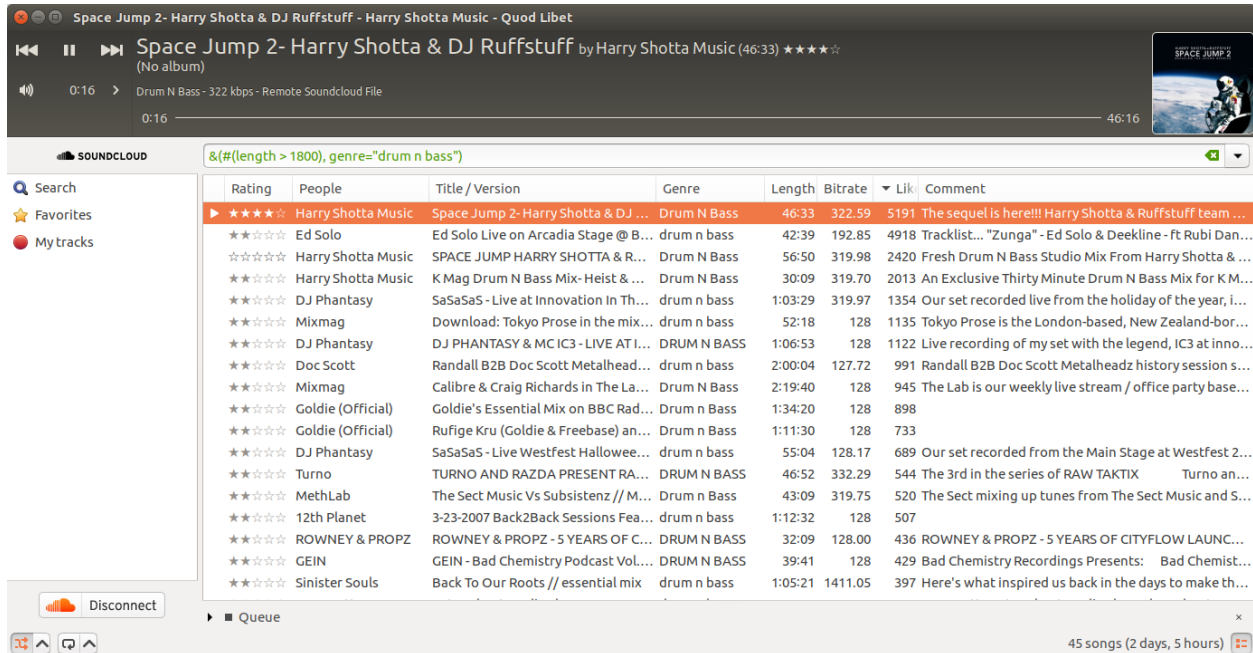 Space Jump 2- Harry Shotta & DJ Ruffstuff - Harry Shotta Music - Quod Libet
Space Jump 2- Harry Shotta & DJ Ruffstuff by Harry Shotta Music (46:33) ★★★★☆
(No album)
0:16 Drum N Bass - 322 kbps - Remote Soundcloud File
0:16 46:16
SPACE JUMP 2
SOUNDCLOUD &(#(length > 1800), genre="drum n bass")
Search
Favorites
My tracks
Rating People Title / Version Genre Length Bitrate Lik Comment
★★★★☆ Harry Shotta Music Space Jump 2- Harry Shotta & DJ ... Drum N Bass 46:33 322.59 5191 The sequel is here!!! Harry Shotta & Ruffstuff team ...
★★☆☆☆ Ed Solo Ed Solo Live on Arcadia Stage @ B... drum n bass 42:39 192.85 4918 Tracklist... "Zunga" - Ed Solo & Deekline - ft Rubi Dan...
☆☆☆☆☆ Harry Shotta Music SPACE JUMP HARRY SHOTTA & R... Drum N Bass 56:50 319.98 2420 Fresh Drum N Bass Studio Mix From Harry Shotta & ...
★★☆☆☆ Harry Shotta Music K Mag Drum N Bass Mix- Heist & ... Drum N Bass 30:09 319.70 2013 An Exclusive Thirty Minute Drum N Bass Mix for K M...
★★☆☆☆ DJ Phantasy SaSaSaS - Live at Innovation In Th... drum n bass 1:03:29 319.97 1354 Our set recorded live from the holiday of the year, i...
★★☆☆☆ Mixmag Download: Tokyo Prose in the mix... drum n bass 52:18 128 1135 Tokyo Prose is the London-based, New Zealand-bor...
★★☆☆☆ DJ Phantasy DJ PHANTASY & MC IC3 - LIVE AT I... DRUM N BASS 1:06:53 128 1122 Live recording of my set with the legend, IC3 at inno...
★★☆☆☆ Doc Scott Randall B2B Doc Scott Metalhead... drum n bass 2:00:04 127.72 991 Randall B2B Doc Scott Metalheadz history session s...
★★☆☆☆ Mixmag Calibre & Craig Richards in The La... Drum N Bass 2:19:40 128 945 The Lab is our weekly live stream / office party base...
★★☆☆☆ Goldie (Official) Goldie's Essential Mix on BBC Rad... Drum n Bass 1:34:20 128 898
★★☆☆☆ Goldie (Official) Rufige Kru (Goldie & Freebase) an... Drum n Bass 1:11:30 128 733
★★☆☆☆ DJ Phantasy SaSaSaS - Live Westfest Hallowee... drum n bass 55:04 128.17 689 Our set recorded from the Main Stage at Westfest 2...
★★☆☆☆ Turno TURNO AND RAZDA PRESENT RA... DRUM N BASS 46:52 332.29 544 The 3rd in the series of RAW TAKTIX Turno an...
★★☆☆☆ MethLab The Sect Music Vs Subsistenz // M... Drum n Bass 43:09 319.75 520 The Sect mixing up tunes from The Sect Music and S...
★★☆☆☆ 12th Planet 3-23-2007 Back2Back Sessions Fea... drum n bass 1:12:32 128 507
★★☆☆☆ ROWNEY & PROPZ ROWNEY & PROPZ - 5 YEARS OF C... DRUM N BASS 32:09 128.00 436 ROWNEY & PROPZ - 5 YEARS OF CITYFLOW LAUNC...
★★☆☆☆ GEIN GEIN - Bad Chemistry Podcast Vol.... DRUM N BASS 39:41 128 429 Bad Chemistry Recordings Presents: Bad Chemist...
★★☆☆☆ Sinister Souls Back To Our Roots // essential mix drum n bass 1:05:21 1411.05 397 Here's what inspired us back in the days to make th...
Disconnect
Queue
45 songs (2 days, 5 hours)